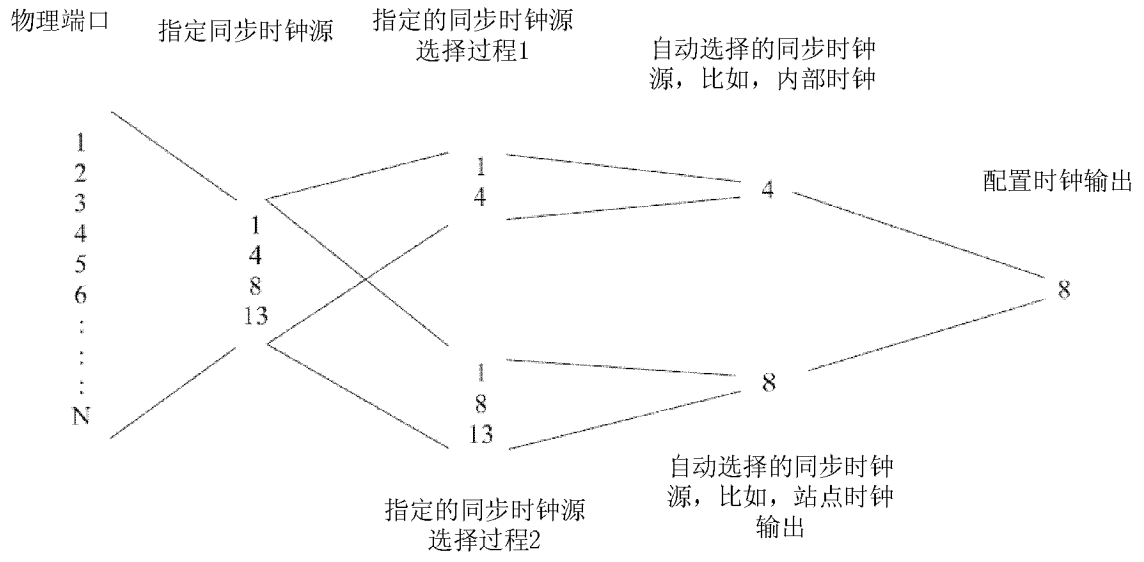 物理端口
指定同步时钟源
指定的同步时钟源
选择过程1
自动选择的同步时钟
源，比如，内部时钟
配置时钟输出
1
2
3
4
5
6
:
:
:
N
1
4
8
13
1
4
1
8
13
4
8
8
指定的同步时钟源
选择过程2
自动选择的同步时钟
源，比如，站点时钟
输出